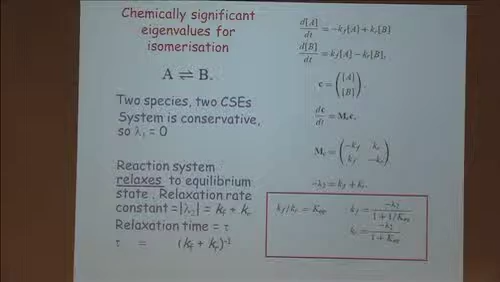 Chemically significant
eigenvalues for
isomerisation
A ⇌ B.
Two species, two CSEs
System is conservative,
so λ₁ = 0
Reaction system
relaxes to equilibrium
state . Relaxation rate
constant =|λ₂| = kf + kr
Relaxation time = τ
τ = (kf + kr)⁻¹
d[A]/dt = −kf[A] + kr[B]
d[B]/dt = kf[A] − kr[B],
c = ([A] [B]).
dc/dt = Mcc,
Mc = (−kf kr kf −kr).
−λ2 = kf + kr.
kf/kr = Keq, kf = −λ2/(1 + 1/Keq)
kr = −λ2/(1 + Keq)